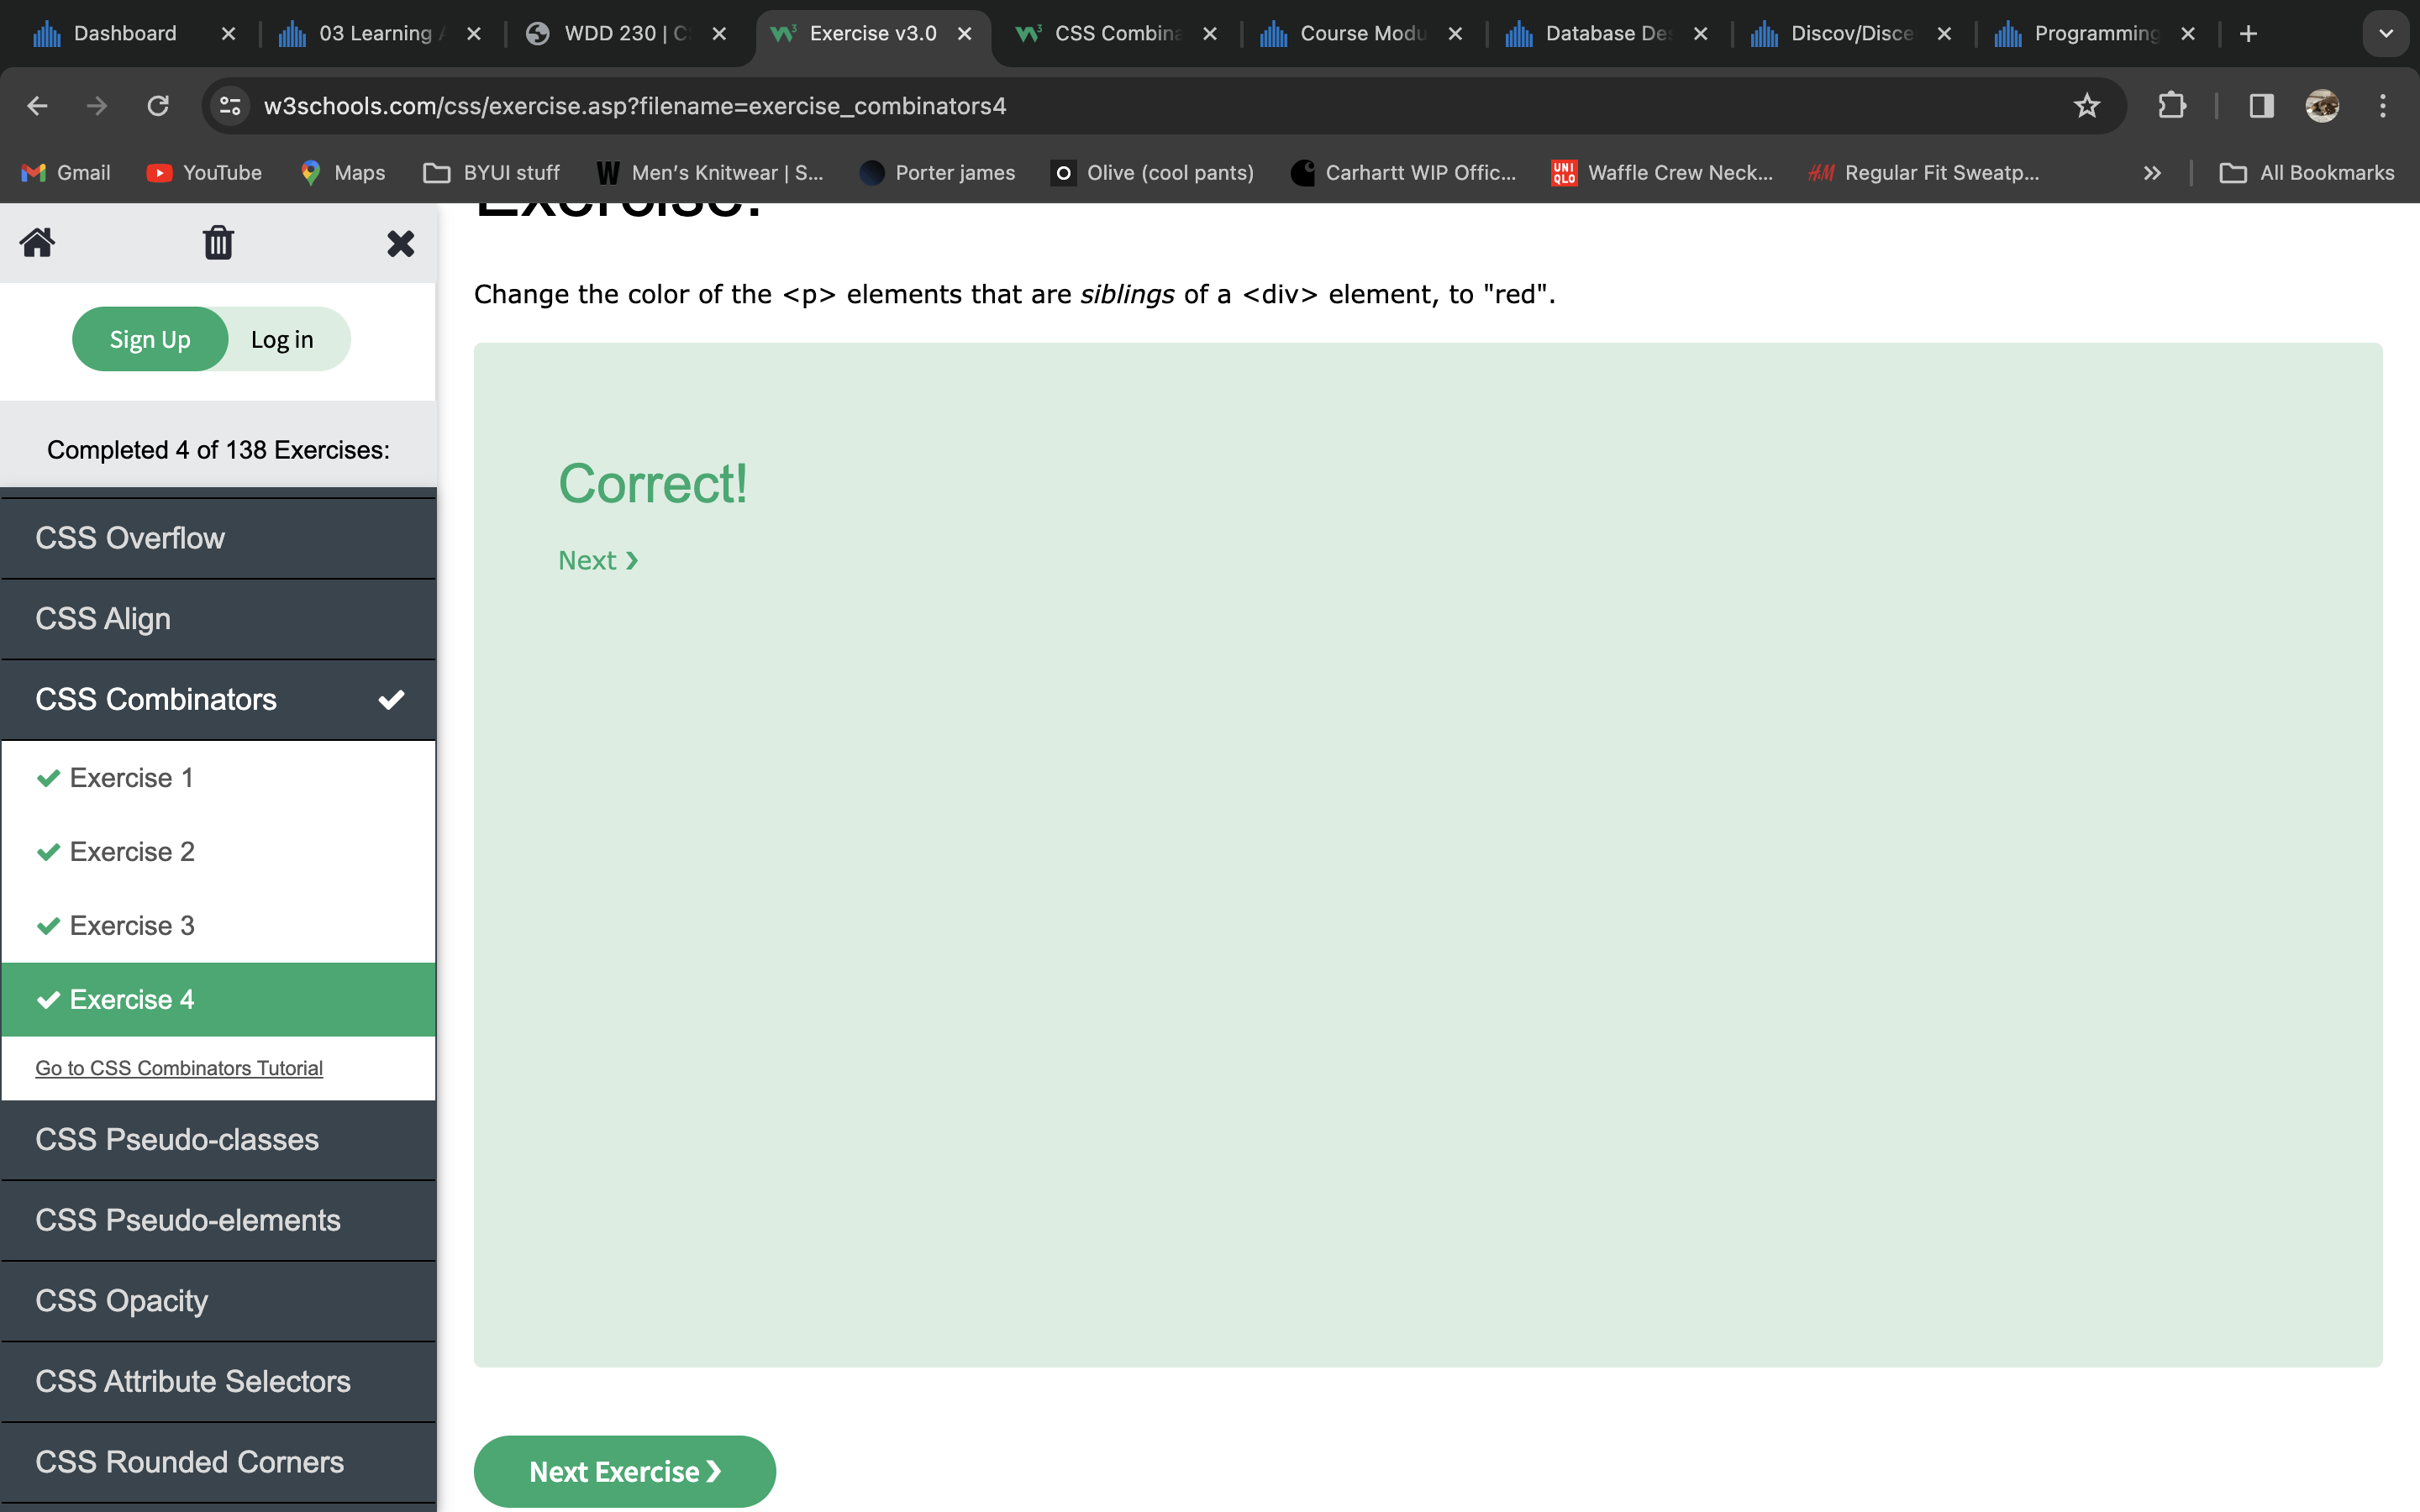 Dashboard
03 Learning
WDD 230 |
Exercise v3.0
CSS Combina
Course Modu
Database Des
Discov/Disce
Programming
w3schools.com/css/exercise.asp?filename=exercise_combinators4
Gmail
YouTube
Maps
BYUI stuff
W
Men's Knitwear | S...
Porter james
O
Olive (cool pants)
Carhartt WIP Offic...
UNI
QLO
Waffle Crew Neck...
HM
Regular Fit Sweatp...
All Bookmarks
Exercise:
Sign Up
Log in
Completed 4 of 138 Exercises:
CSS Overflow
CSS Align
CSS Combinators
Exercise 1
Exercise 2
Exercise 3
Exercise 4
Go to CSS Combinators Tutorial
CSS Pseudo-classes
CSS Pseudo-elements
CSS Opacity
CSS Attribute Selectors
CSS Rounded Corners
Change the color of the <p> elements that are siblings of a <div> element, to "red".
Correct!
Next ❯
Next Exercise ❯